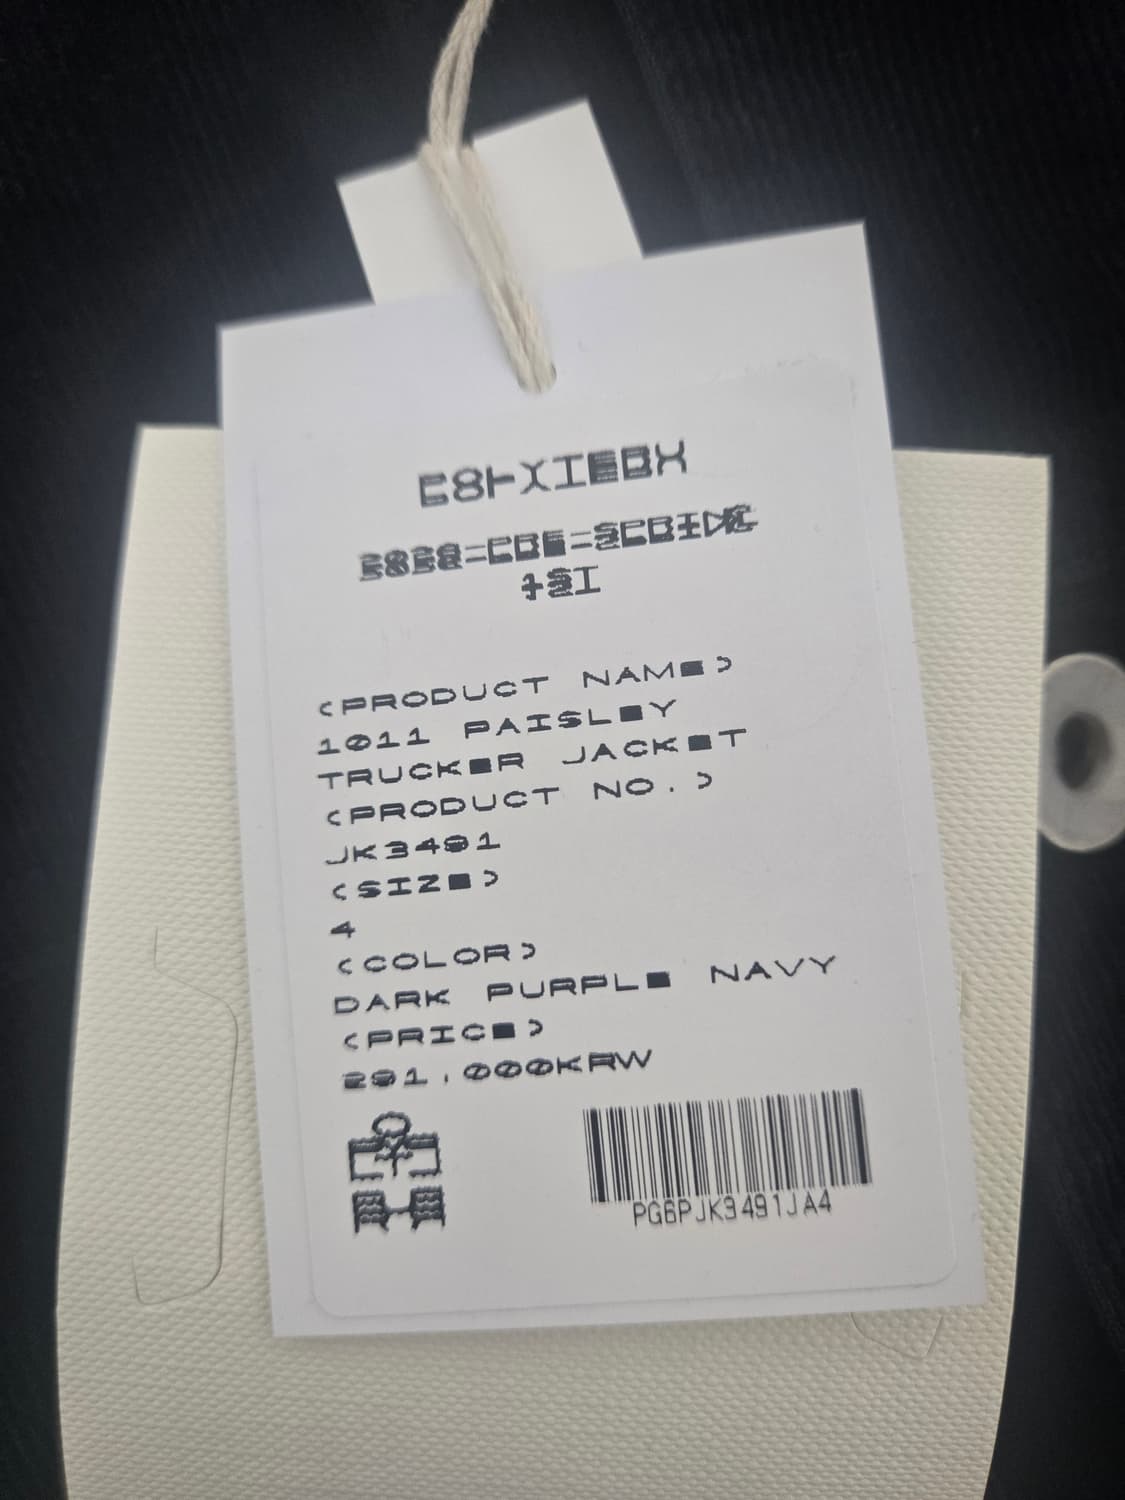 <PRODUCT NAME>
1011 PAISLEY
TRUCKER JACKET
<PRODUCT NO.>
JK3491
<SIZE>
4
<COLOR>
DARK PURPLE NAVY
<PRICE>
291,000KRW
PG6PJK3491JA4